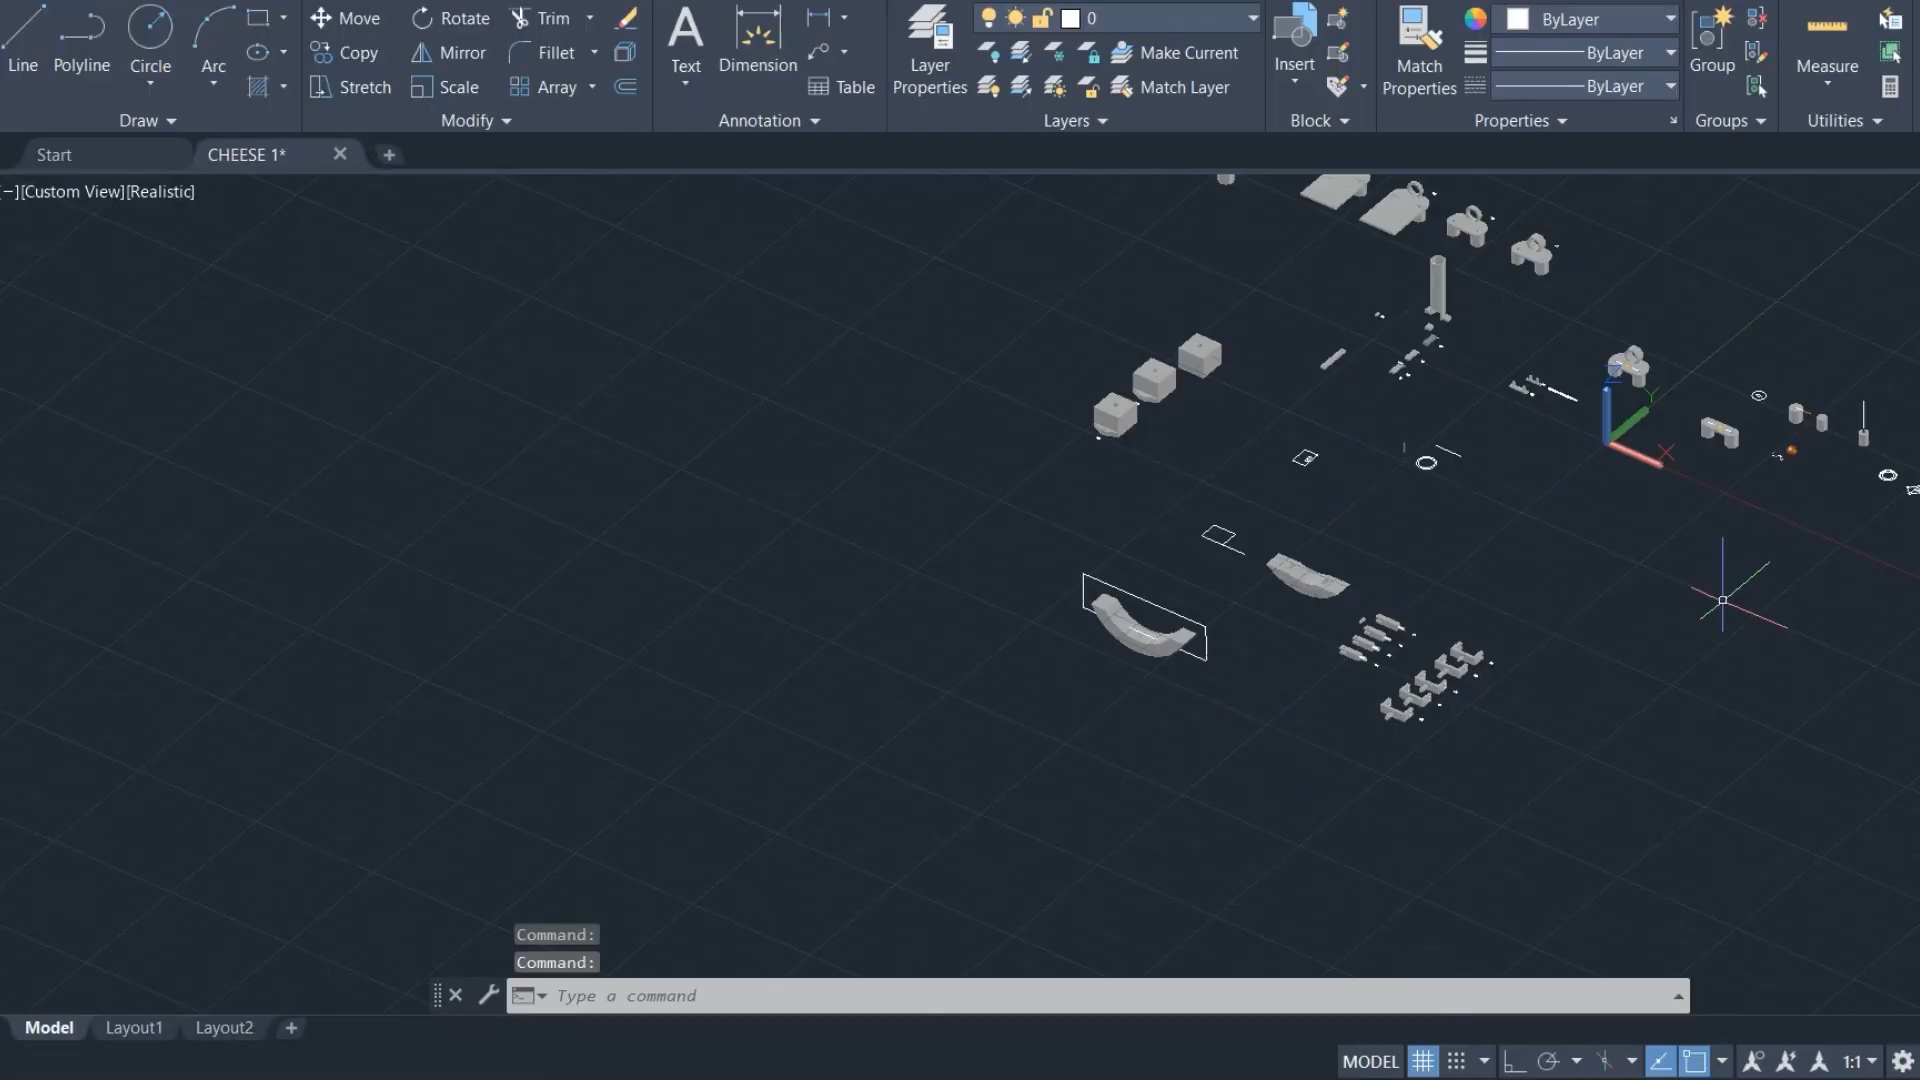 Line
Polyline
Circle
Arc
Draw
Move
Rotate
Trim
Copy
Mirror
Fillet
Stretch
Scale
Array
Modify
A
Text
Dimension
Table
Annotation
Layer
Properties
0
Make Current
Match Layer
Layers
Insert
Block
Match
Properties
ByLayer
ByLayer
ByLayer
Properties
Group
Groups
Measure
Utilities
Start
CHEESE 1*
[−][Custom View][Realistic]
Z
Y
X
Command:
Command:
Type a command
Model
Layout1
Layout2
MODEL
1:1